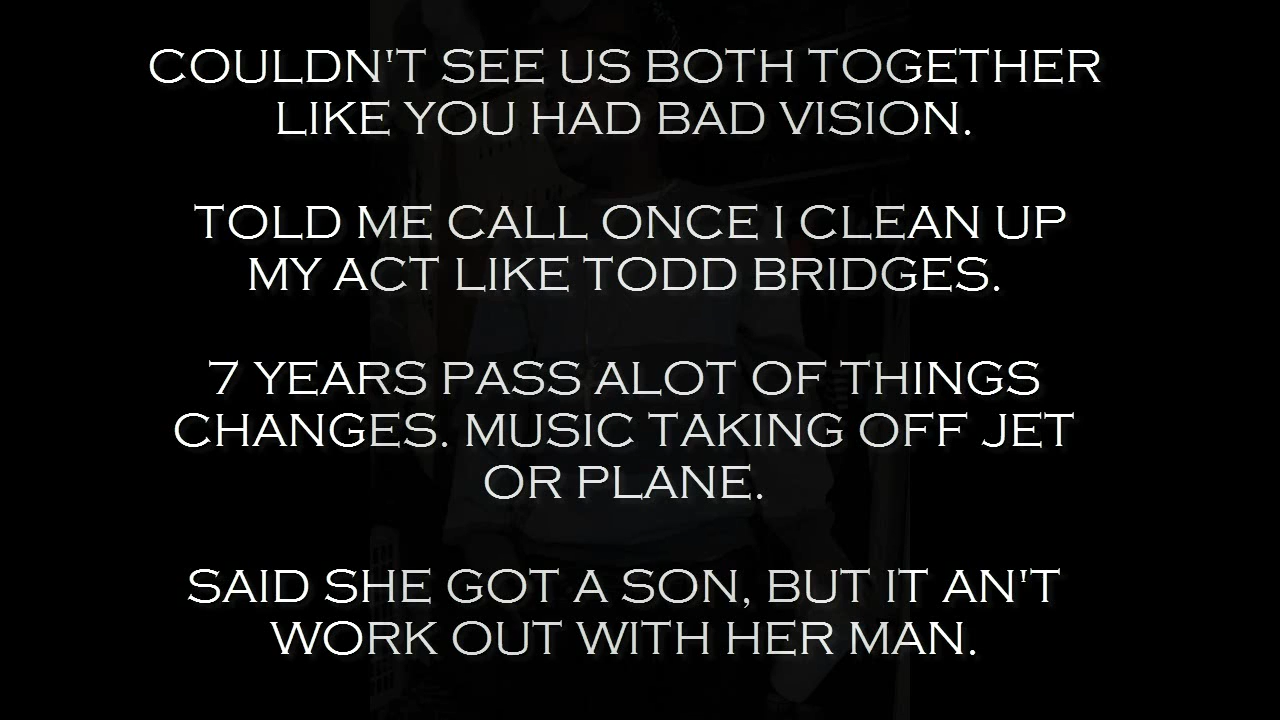 COULDN'T SEE US BOTH TOGETHER
LIKE YOU HAD BAD VISION.
TOLD ME CALL ONCE I CLEAN UP
MY ACT LIKE TODD BRIDGES.
7 YEARS PASS ALOT OF THINGS
CHANGES. MUSIC TAKING OFF JET
OR PLANE.
SAID SHE GOT A SON, BUT IT AN'T
WORK OUT WITH HER MAN.